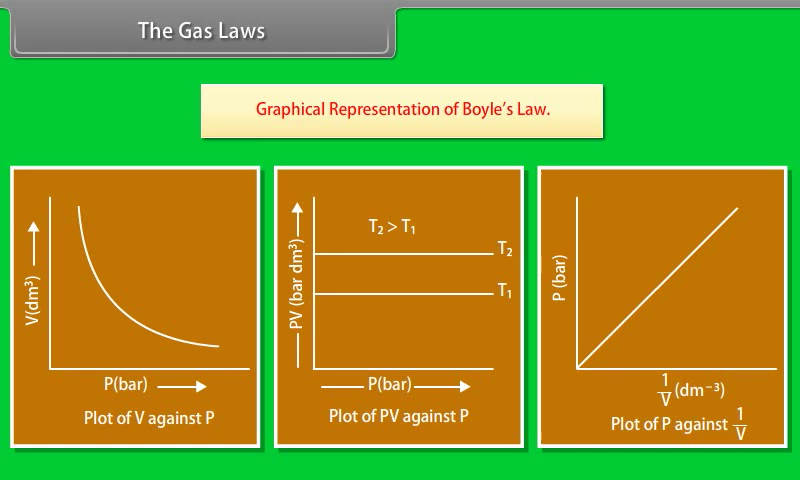 The Gas Laws
Graphical Representation of Boyle's Law.
V(dm³)
P(bar)
Plot of V against P
PV (bar dm³)
T₂ > T₁
T₂
T₁
P(bar)
Plot of PV against P
P (bar)
1/V (dm⁻³)
Plot of P against 1/V